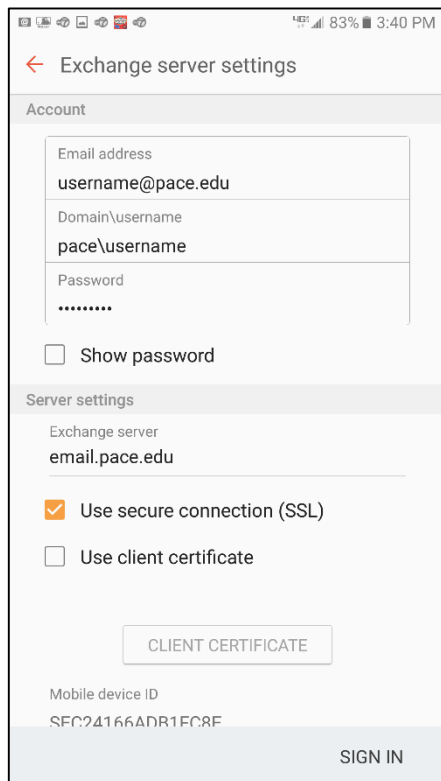 83% 3:40 PM
Exchange server settings
Account
Email address
username@pace.edu
Domain\username
pace\username
Password
•••••••••
Show password
Server settings
Exchange server
email.pace.edu
Use secure connection (SSL)
Use client certificate
CLIENT CERTIFICATE
Mobile device ID
SEC24166ADB1EC8E
SIGN IN